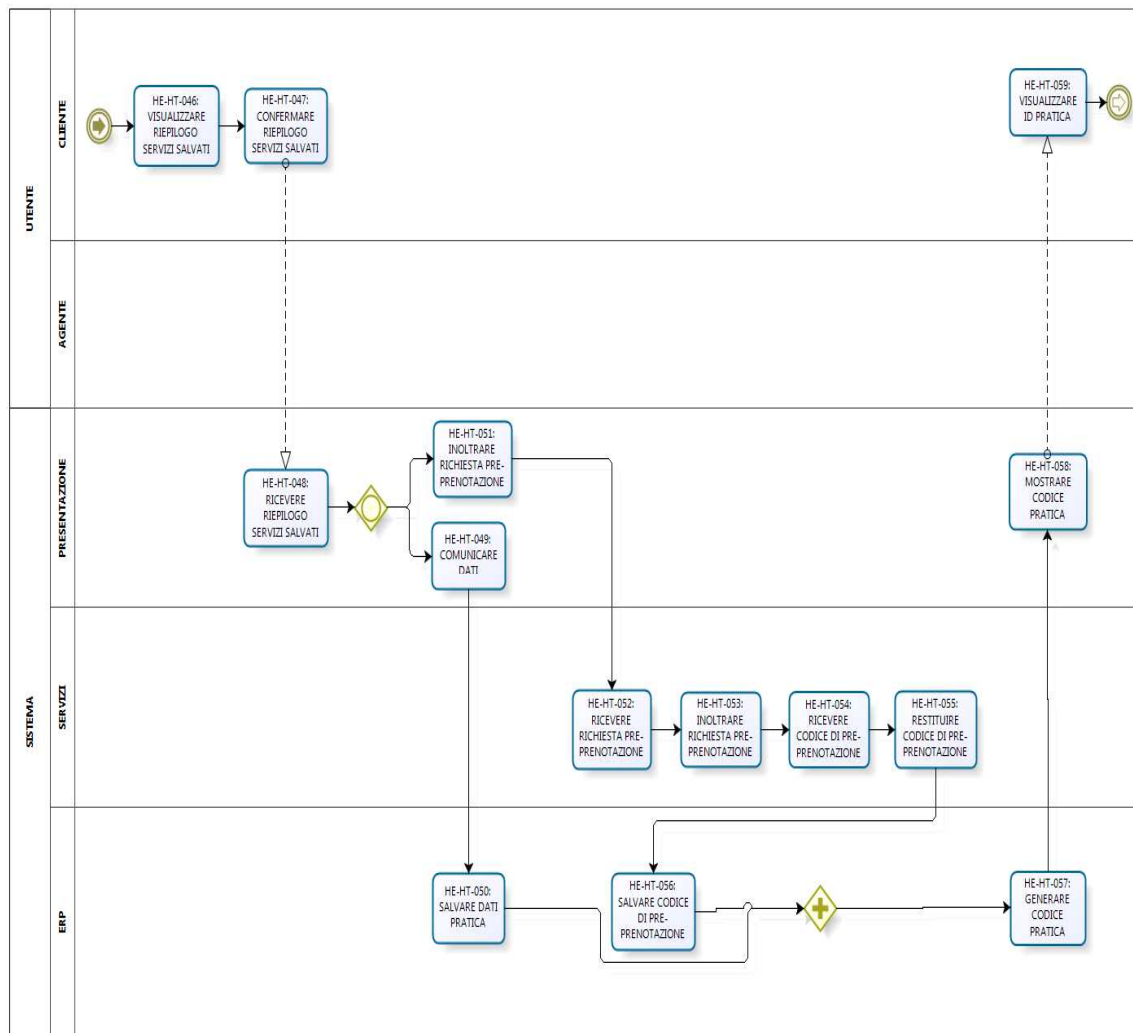 UTENTE
CLIENTE
HE-HT-046:
VISUALIZZARE
RIEPILOGO
SERVIZI SALVATI
HE-HT-047:
CONFERMARE
RIEPILOGO
SERVIZI SALVATI
HE-HT-059:
VISUALIZZARE
ID PRATICA
AGENTE
SISTEMA
PRESENTAZIONE
HE-HT-048:
RICEVERE
RIEPILOGO
SERVIZI SALVATI
HE-HT-051:
INOLTRARE
RICHIESTA PRE-
PRENOTAZIONE
HE-HT-049:
COMUNICARE
DATI
HE-HT-058:
MOSTRARE
CODICE
PRATICA
SERVIZI
HE-HT-052:
RICEVERE
RICHIESTA PRE-
PRENOTAZIONE
HE-HT-053:
INOLTRARE
RICHIESTA PRE-
PRENOTAZIONE
HE-HT-054:
RICEVERE
CODICE DI PRE-
PRENOTAZIONE
HE-HT-055:
RESTITUIRE
CODICE DI PRE-
PRENOTAZIONE
ERP
HE-HT-050:
SALVARE DATI
PRATICA
HE-HT-056:
SALVARE CODICE
DI PRE-
PRENOTAZIONE
HE-HT-057:
GENERARE
CODICE
PRATICA